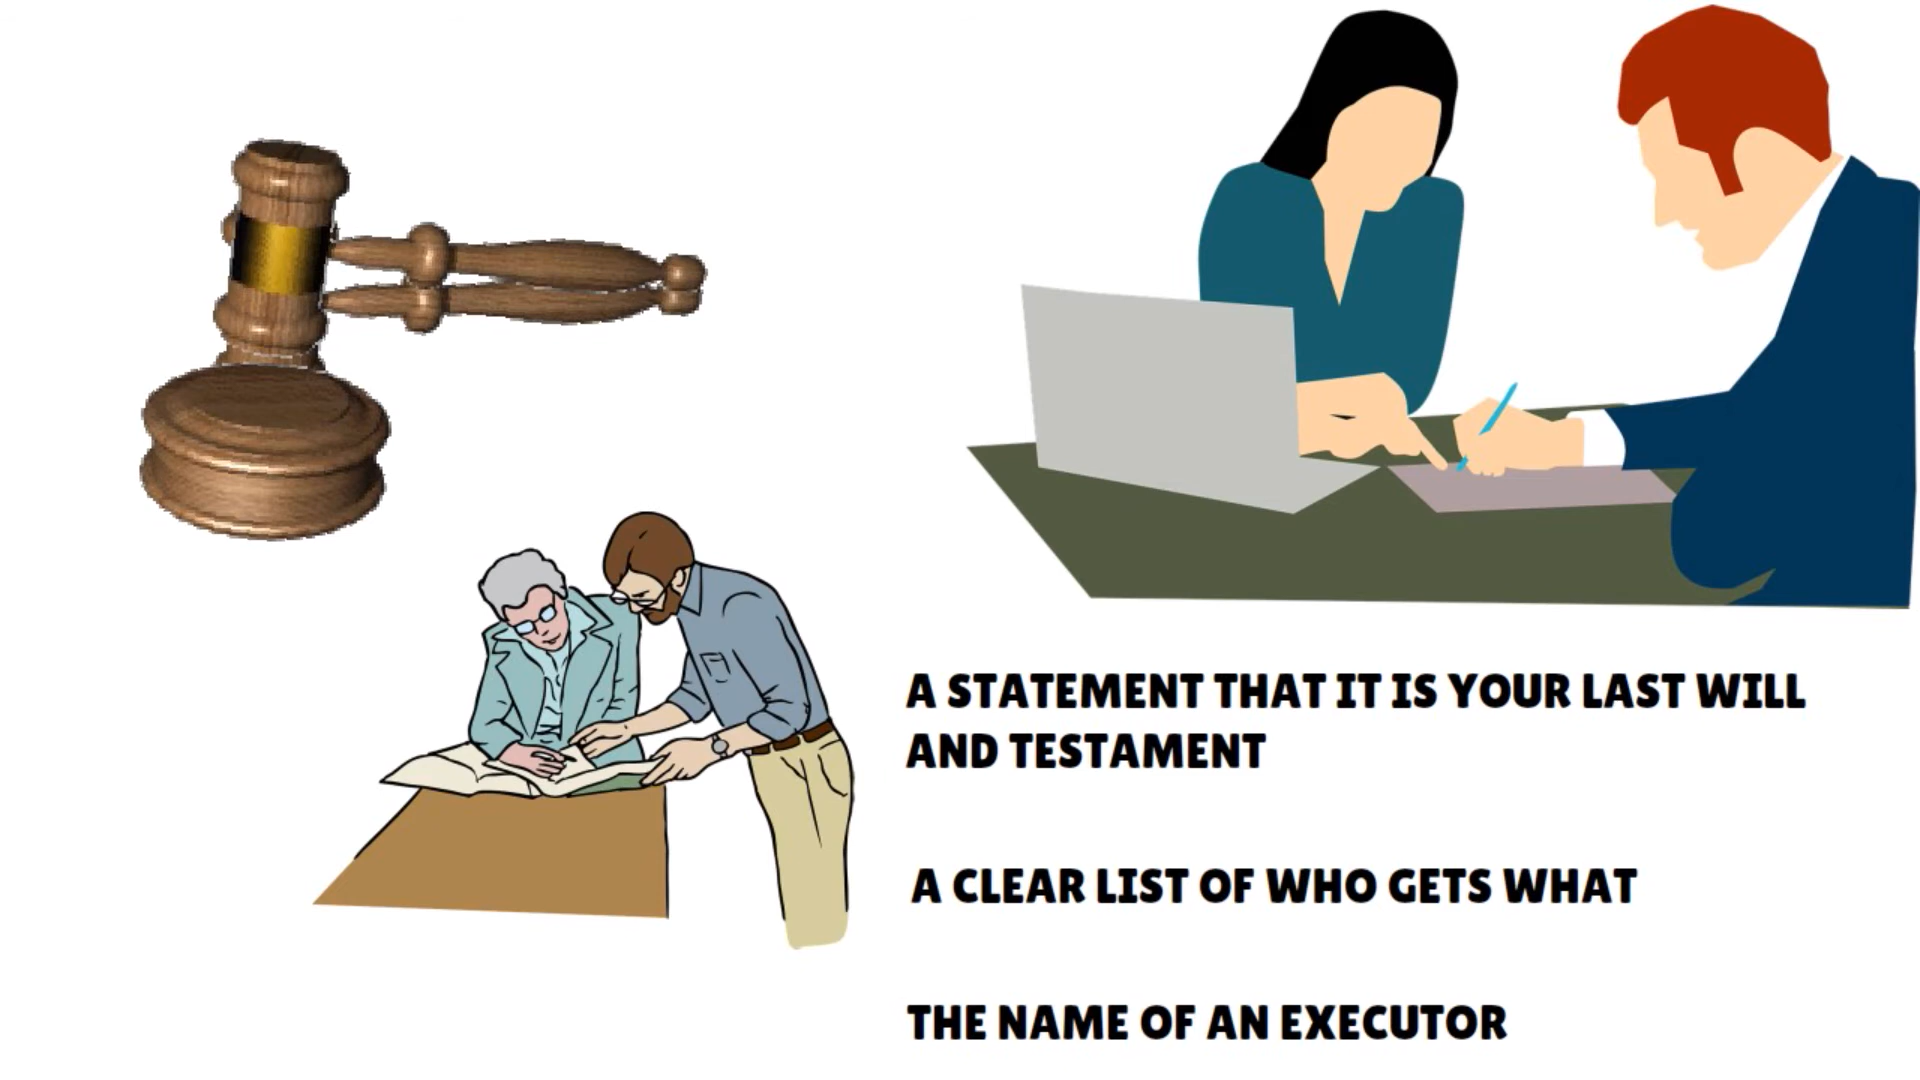 A STATEMENT THAT IT IS YOUR LAST WILL
AND TESTAMENT
A CLEAR LIST OF WHO GETS WHAT
THE NAME OF AN EXECUTOR